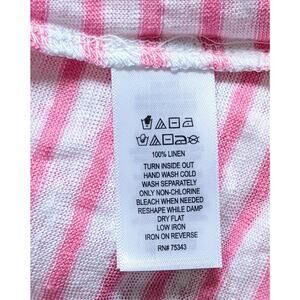 100% LINEN
TURN INSIDE OUT
HAND WASH COLD
WASH SEPARATELY
ONLY NON-CHLORINE
BLEACH WHEN NEEDED
RESHAPE WHILE DAMP
DRY FLAT
LOW IRON
IRON ON REVERSE
RN# 75343